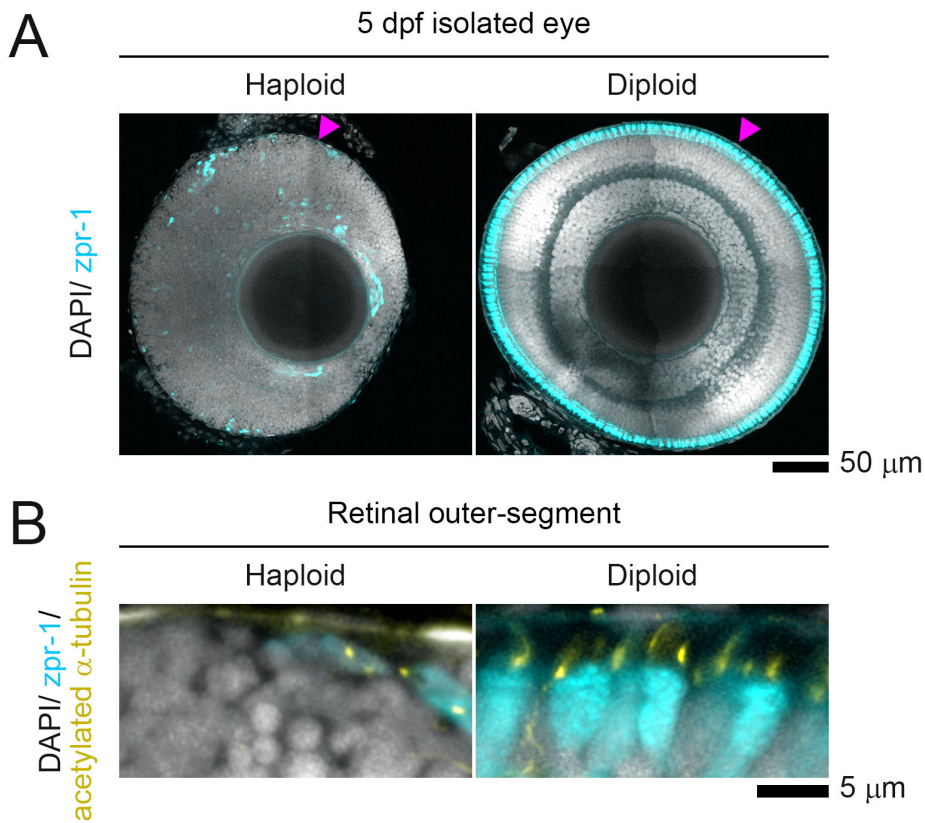 A
5 dpf isolated eye
Haploid
Diploid
DAPI/ zpr-1
50 μm
B
Retinal outer-segment
Haploid
Diploid
DAPI/ zpr-1/
acetylated α-tubulin
5 μm